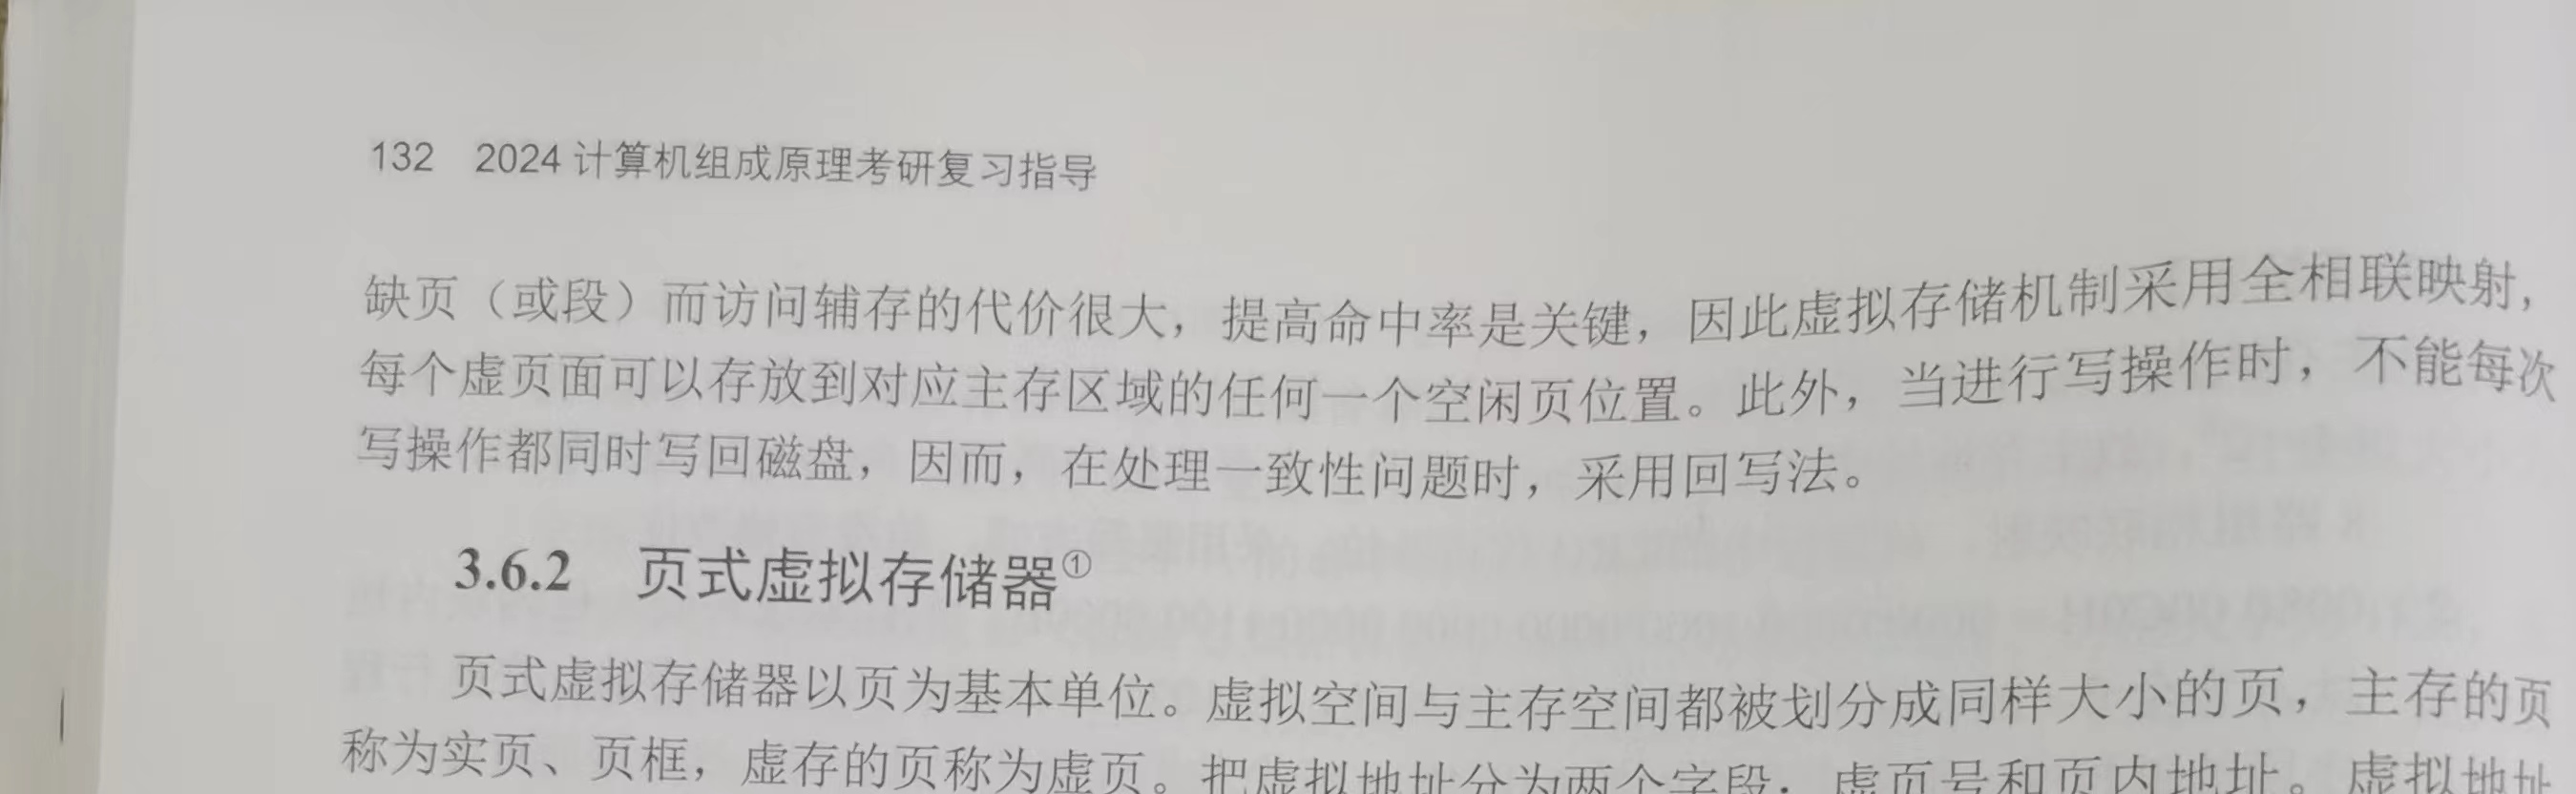 132 2024 计算机组成原理考研复习指导
缺页（或段）而访问辅存的代价很大，提高命中率是关键，因此虚拟存储机制采用全相联映射，
每个虚页面可以存放到对应主存区域的任何一个空闲页位置。此外，当进行写操作时，不能每次
写操作都同时写回磁盘，因而，在处理一致性问题时，采用回写法。
3.6.2 页式虚拟存储器①
页式虚拟存储器以页为基本单位。虚拟空间与主存空间都被划分成同样大小的页，主存的页
称为实页、页框，虚存的页称为虚页。把虚拟地址分为两个字段：虚页号和页内地址。虚拟地址